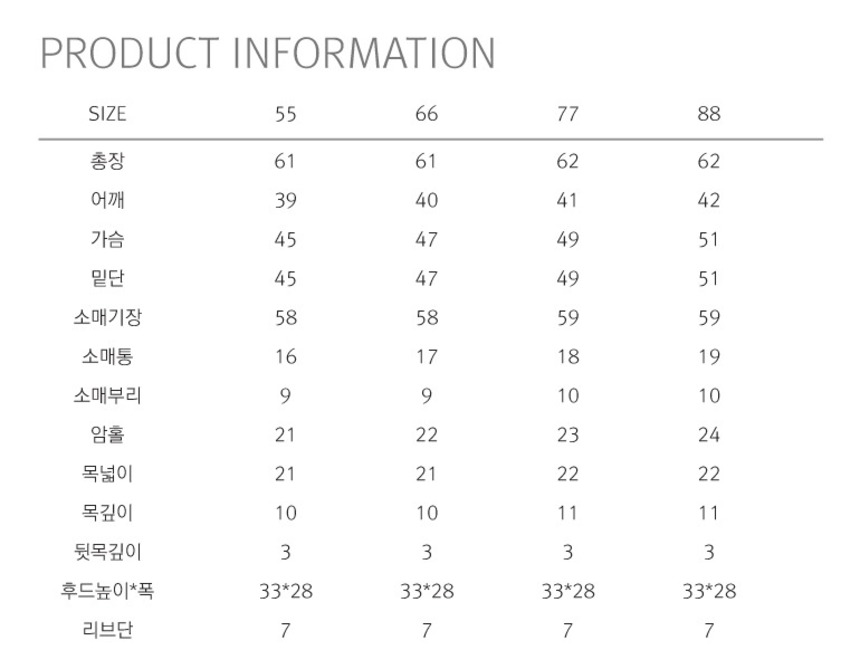 PRODUCT INFORMATION
SIZE 55 66 77 88
총장 61 61 62 62
어깨 39 40 41 42
가슴 45 47 49 51
밑단 45 47 49 51
소매기장 58 58 59 59
소매통 16 17 18 19
소매부리 9 9 10 10
암홀 21 22 23 24
목넓이 21 21 22 22
목깊이 10 10 11 11
뒷목깊이 3 3 3 3
후드높이*폭 33*28 33*28 33*28 33*28
리브단 7 7 7 7